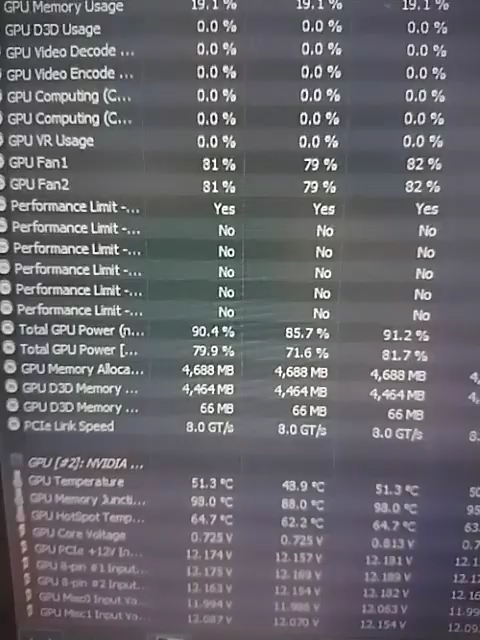 GPU Memory Usage 19.1 % 19.1 % 19.1 %
GPU D3D Usage 0.0 % 0.0 % 0.0 %
GPU Video Decode ... 0.0 % 0.0 % 0.0 %
GPU Video Encode ... 0.0 % 0.0 % 0.0 %
GPU Computing (C... 0.0 % 0.0 % 0.0 %
GPU Computing (C... 0.0 % 0.0 % 0.0 %
GPU VR Usage 0.0 % 0.0 % 0.0 %
GPU Fan1 81 % 79 % 82 %
GPU Fan2 81 % 79 % 82 %
Performance Limit -... Yes Yes Yes
Performance Limit -... No No No
Performance Limit -... No No No
Performance Limit -... No No No
Performance Limit -... No No No
Performance Limit -... No No No
Total GPU Power (n... 90.4 % 85.7 % 91.2 %
Total GPU Power [... 79.9 % 71.6 % 81.7 %
GPU Memory Alloca... 4,688 MB 4,688 MB 4,688 MB 4,
GPU D3D Memory ... 4,464 MB 4,464 MB 4,464 MB 4,
GPU D3D Memory ... 66 MB 66 MB 66 MB
PCIe Link Speed 8.0 GT/s 8.0 GT/s 8.0 GT/s 8.
GPU [#2]: NVIDIA ...
GPU Temperature 51.3 °C 48.9 °C 51.3 °C
GPU Memory Juncti... 98.0 °C 88.0 °C 98.0 °C
GPU HotSpot Temp... 64.7 °C 62.2 °C 64.7 °C
GPU Core Voltage 0.725 V 0.725 V 0.813 V 0.7
GPU PCIe +12V In... 12.174 V 12.157 V 12.181 V
GPU 8-pin #1 Input... 12.175 V 12.169 V 12.189 V
GPU 8-pin #2 Input... 12.163 V 12.154 V 12.182 V
GPU Misc0 Input Vo... 11.994 V 11.986 V 12.063 V
GPU Misc1 Input Vo... 12.087 V 12.070 V 12.154 V